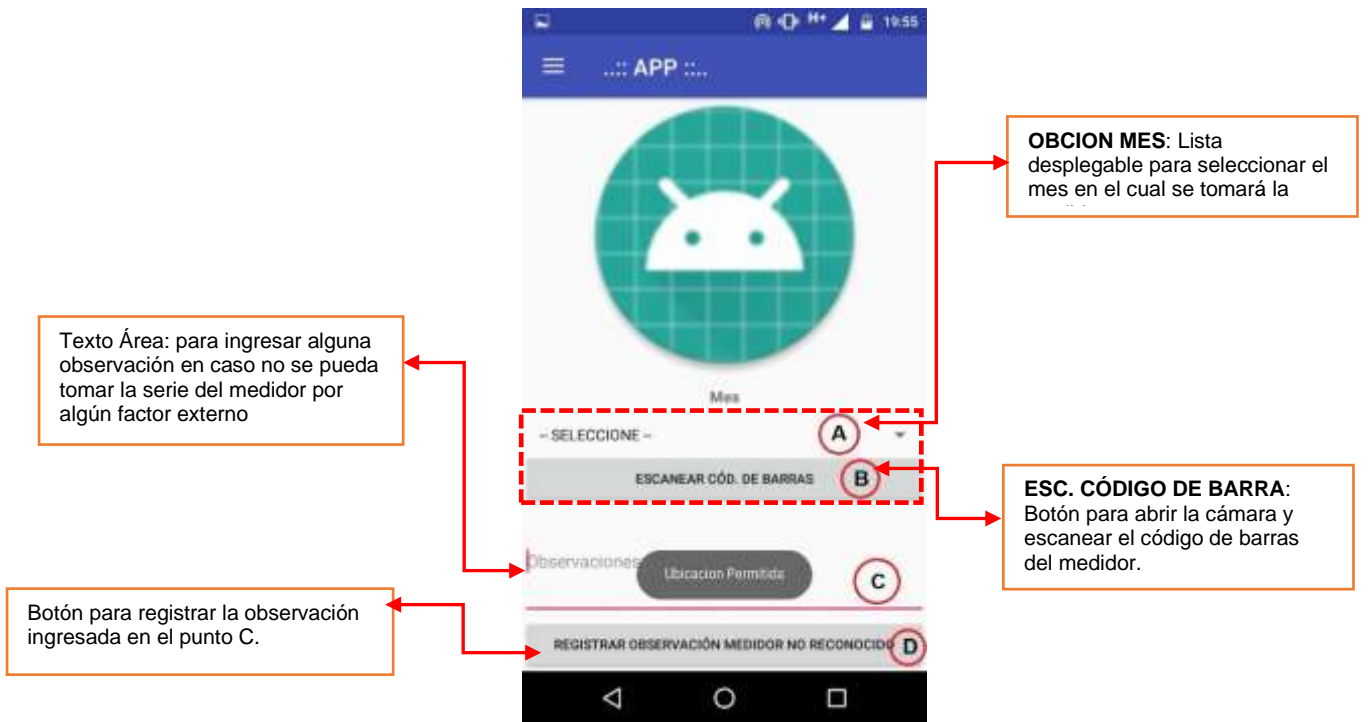 H+ 19:55
..:: APP ::..
OBCION MES: Lista
desplegable para seleccionar el
mes en el cual se tomará la
Texto Área: para ingresar alguna
observación en caso no se pueda
tomar la serie del medidor por
algún factor externo
Mes
-- SELECCIONE --
A
ESCANEAR CÓD. DE BARRAS
B
ESC. CÓDIGO DE BARRA:
Botón para abrir la cámara y
escanear el código de barras
del medidor.
Observaciones
Ubicacion Permitida
C
Botón para registrar la observación
ingresada en el punto C.
REGISTRAR OBSERVACIÓN MEDIDOR NO RECONOCIDO
D